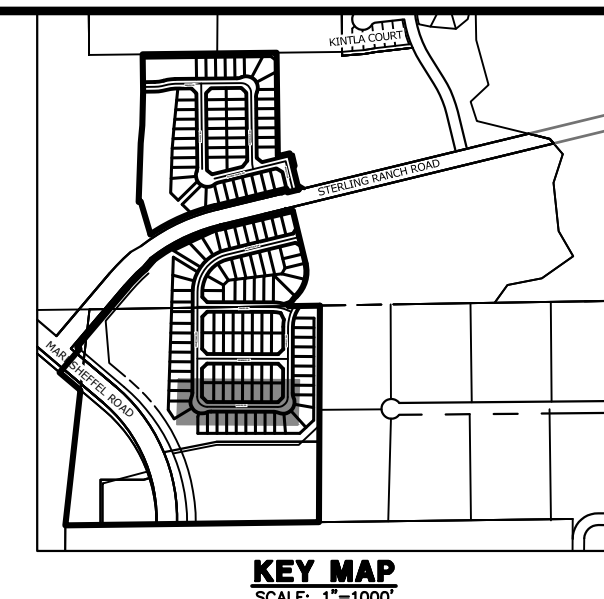 KINTLA COURT
STERLING RANCH ROAD
MARKSHEFFEL ROAD
KEY MAP
SCALE: 1"=1000'